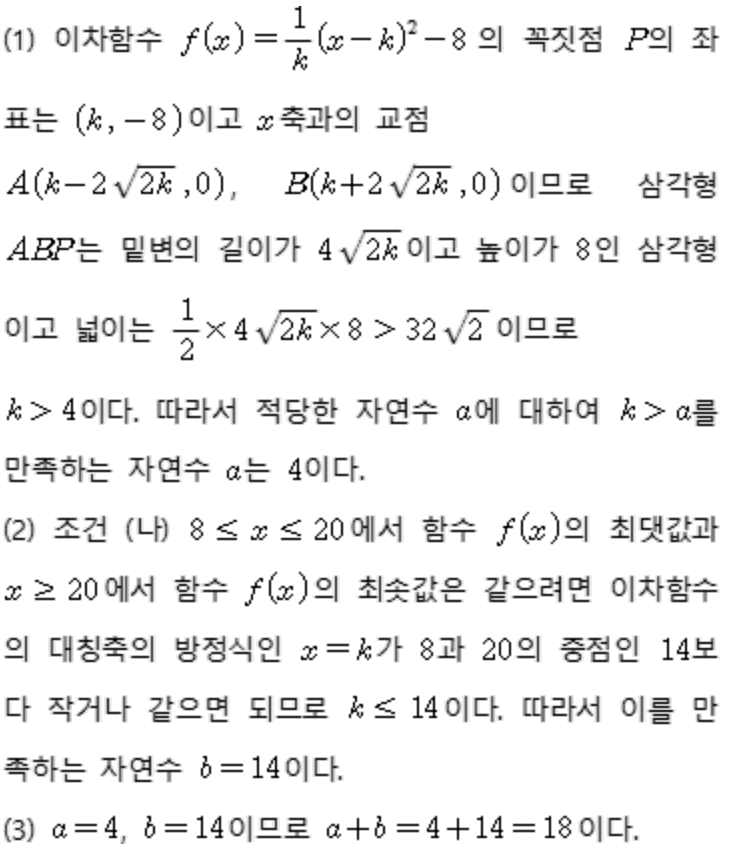 (1) 이차함수 f(x)=\frac{1}{k}(x-k)²-8 의 꼭짓점 P의 좌
표는 (k, -8)이고 x축과의 교점
A(k-2√(2k), 0), B(k+2√(2k), 0)이므로 삼각형
ABP는 밑변의 길이가 4√(2k)이고 높이가 8인 삼각형
이고 넓이는 \frac{1}{2}×4√(2k)×8 > 32√2 이므로
k > 4이다. 따라서 적당한 자연수 a에 대하여 k > a를
만족하는 자연수 a는 4이다.
(2) 조건 (나) 8 ≤ x ≤ 20에서 함수 f(x)의 최댓값과
x ≥ 20에서 함수 f(x)의 최솟값은 같으려면 이차함수
의 대칭축의 방정식인 x=k가 8과 20의 중점인 14보
다 작거나 같으면 되므로 k ≤ 14이다. 따라서 이를 만
족하는 자연수 b=14이다.
(3) a=4, b=14이므로 a+b=4+14=18이다.